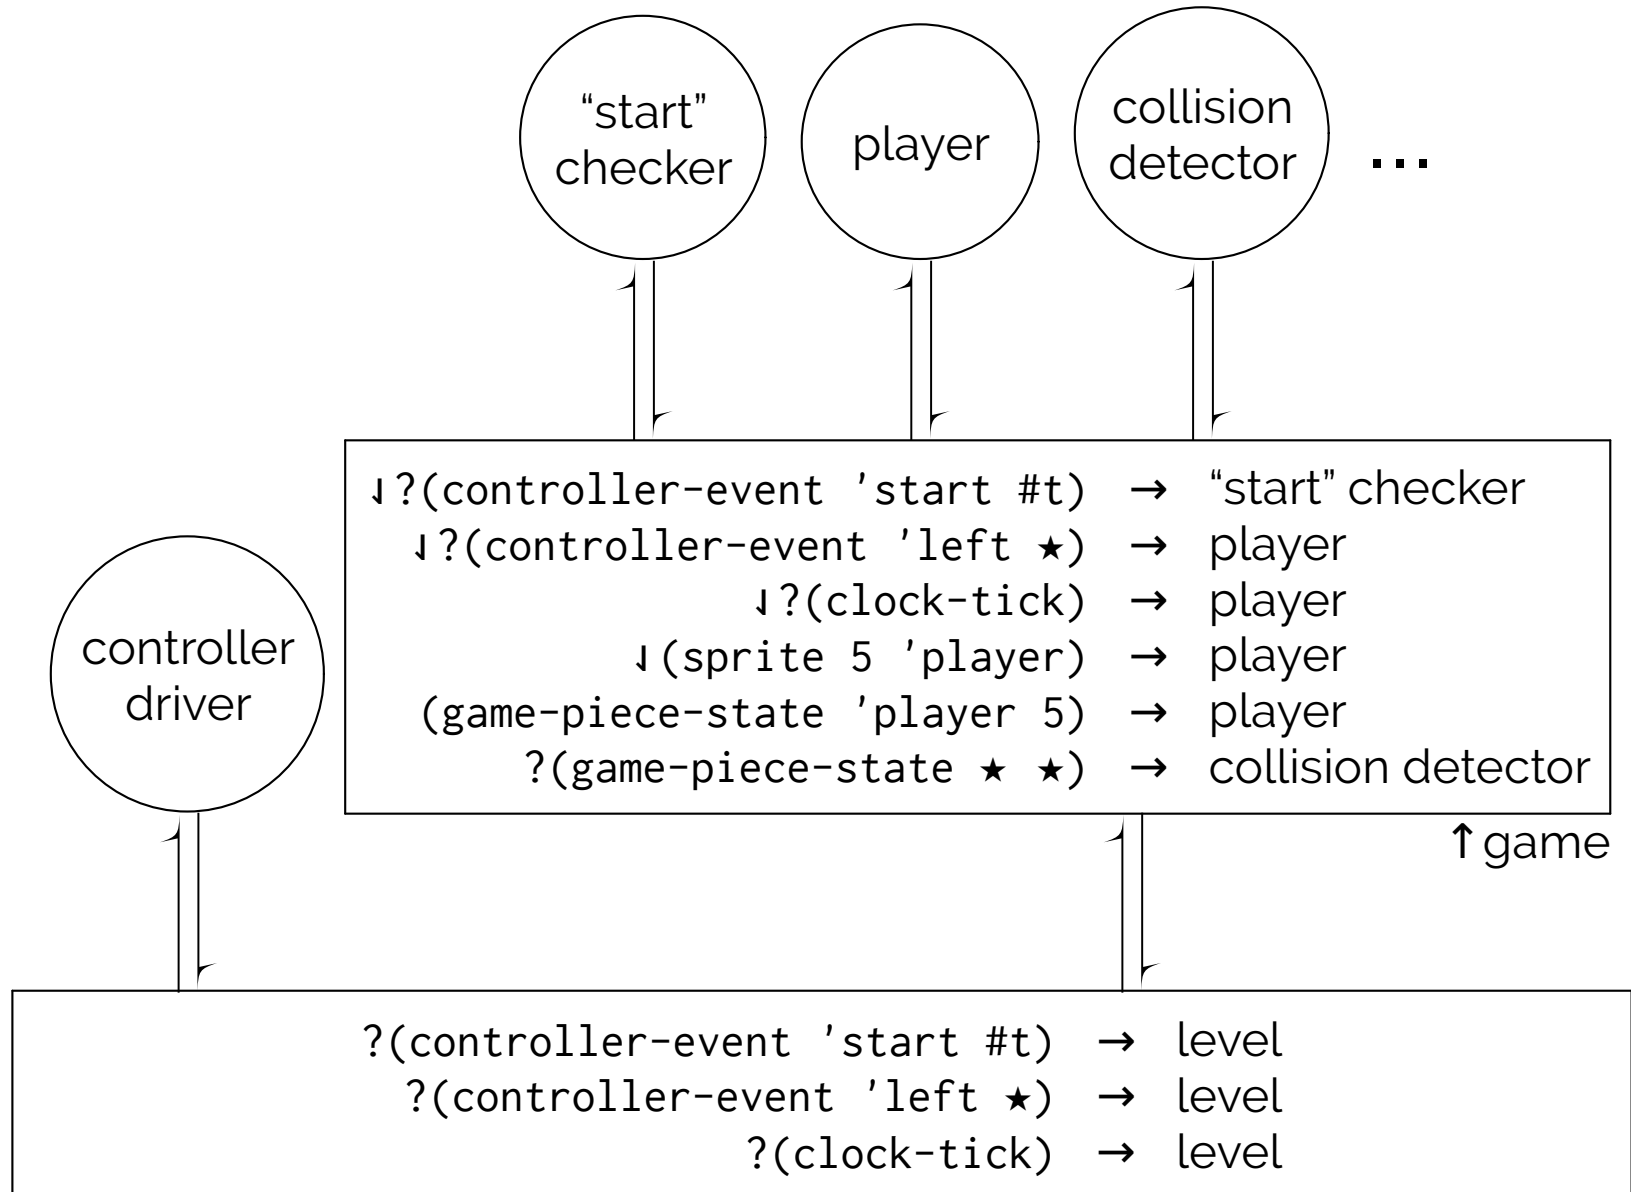 “start”
checker
player
collision
detector
...
controller
driver
⇃?(controller-event 'start #t) → “start” checker
⇃?(controller-event 'left ★) → player
⇃?(clock-tick) → player
⇃(sprite 5 'player) → player
(game-piece-state 'player 5) → player
?(game-piece-state ★ ★) → collision detector
↑game
?(controller-event 'start #t) → level
?(controller-event 'left ★) → level
?(clock-tick) → level